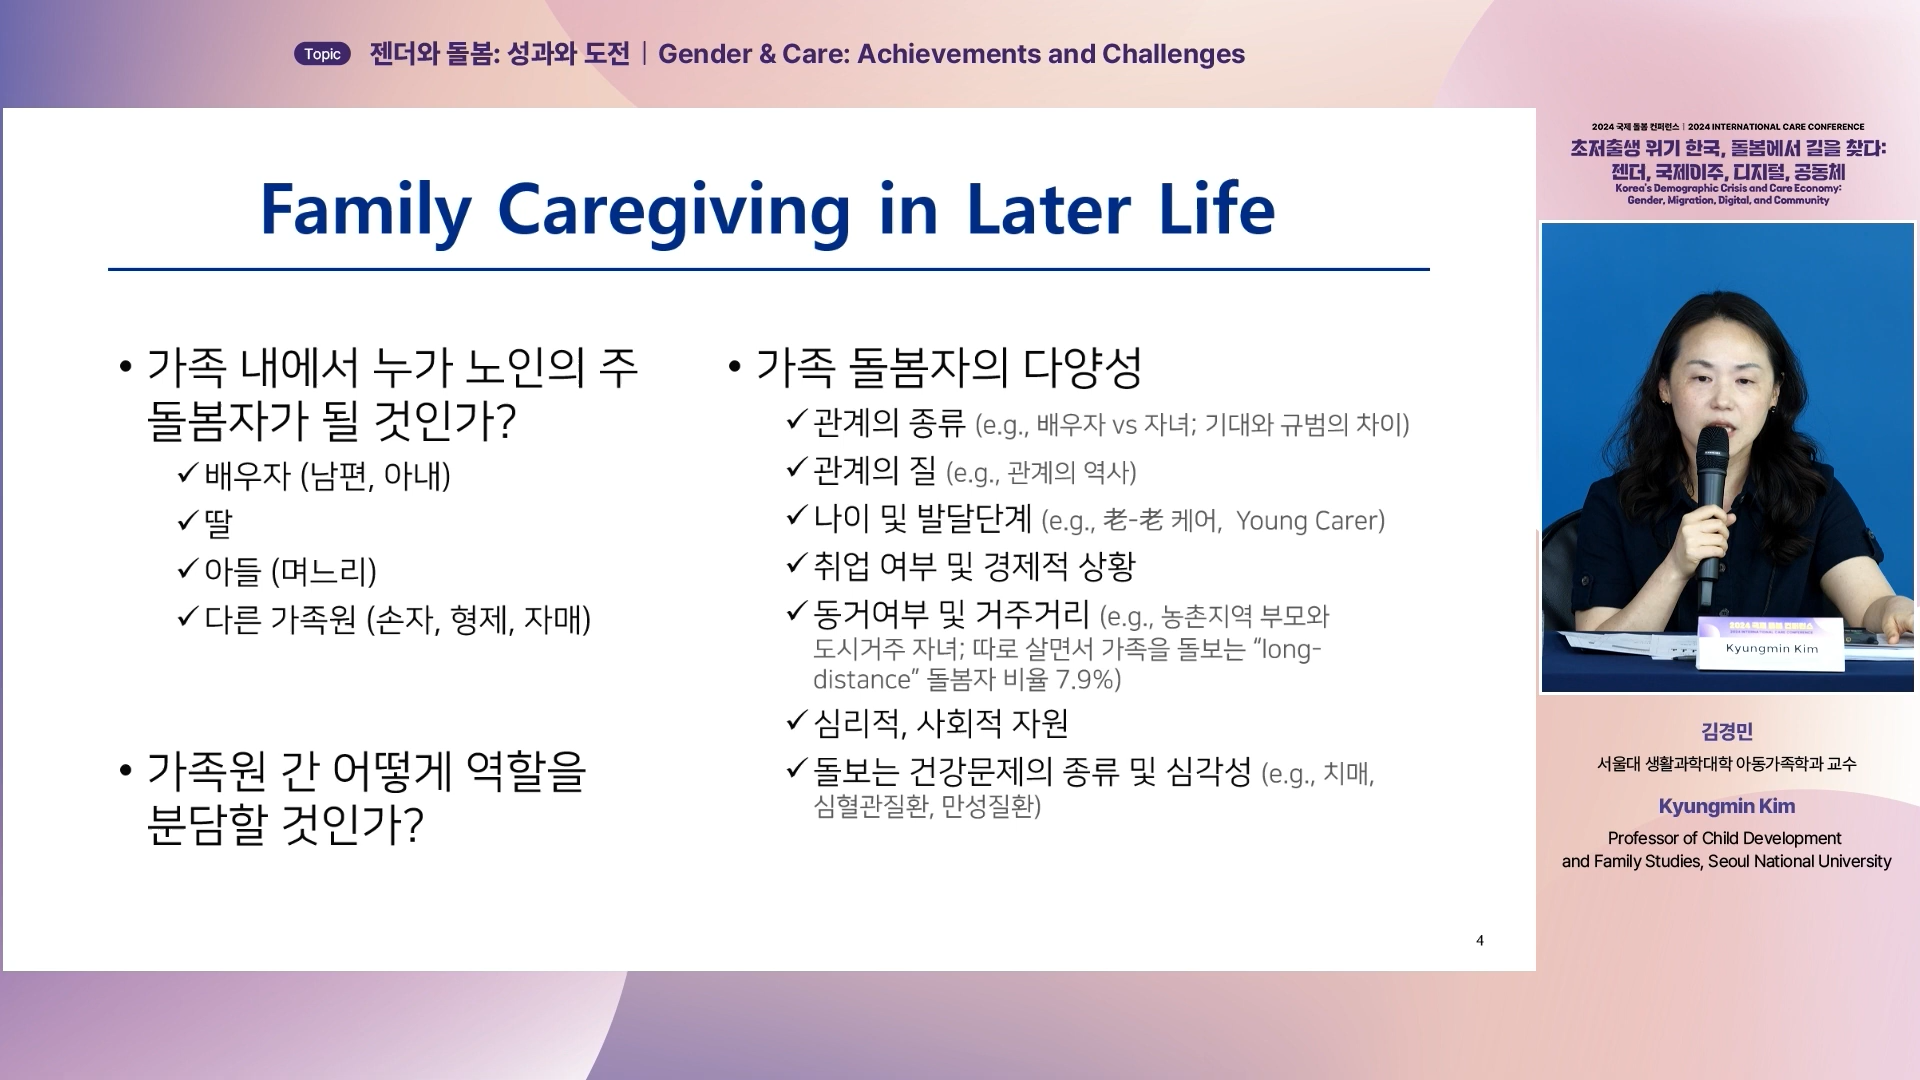 Topic 젠더와 돌봄: 성과와 도전 | Gender & Care: Achievements and Challenges
2024 국제 돌봄 컨퍼런스 | 2024 INTERNATIONAL CARE CONFERENCE
초저출생 위기 한국, 돌봄에서 길을 찾다:
젠더, 국제이주, 디지털, 공동체
Korea's Demographic Crisis and Care Economy:
Gender, Migration, Digital, and Community
Family Caregiving in Later Life
• 가족 내에서 누가 노인의 주
돌봄자가 될 것인가?
✓배우자 (남편, 아내)
✓딸
✓아들 (며느리)
✓다른 가족원 (손자, 형제, 자매)
• 가족원 간 어떻게 역할을
분담할 것인가?
• 가족 돌봄자의 다양성
✓관계의 종류 (e.g., 배우자 vs 자녀; 기대와 규범의 차이)
✓관계의 질 (e.g., 관계의 역사)
✓나이 및 발달단계 (e.g., 老-老 케어, Young Carer)
✓취업 여부 및 경제적 상황
✓동거여부 및 거주거리 (e.g., 농촌지역 부모와
도시거주 자녀; 따로 살면서 가족을 돌보는 “long-
distance” 돌봄자 비율 7.9%)
✓심리적, 사회적 자원
✓돌보는 건강문제의 종류 및 심각성 (e.g., 치매,
심혈관질환, 만성질환)
4
2024 국제 돌봄 컨퍼런스
2024 INTERNATIONAL CARE CONFERENCE
Kyungmin Kim
김경민
서울대 생활과학대학 아동가족학과 교수
Kyungmin Kim
Professor of Child Development
and Family Studies, Seoul National University